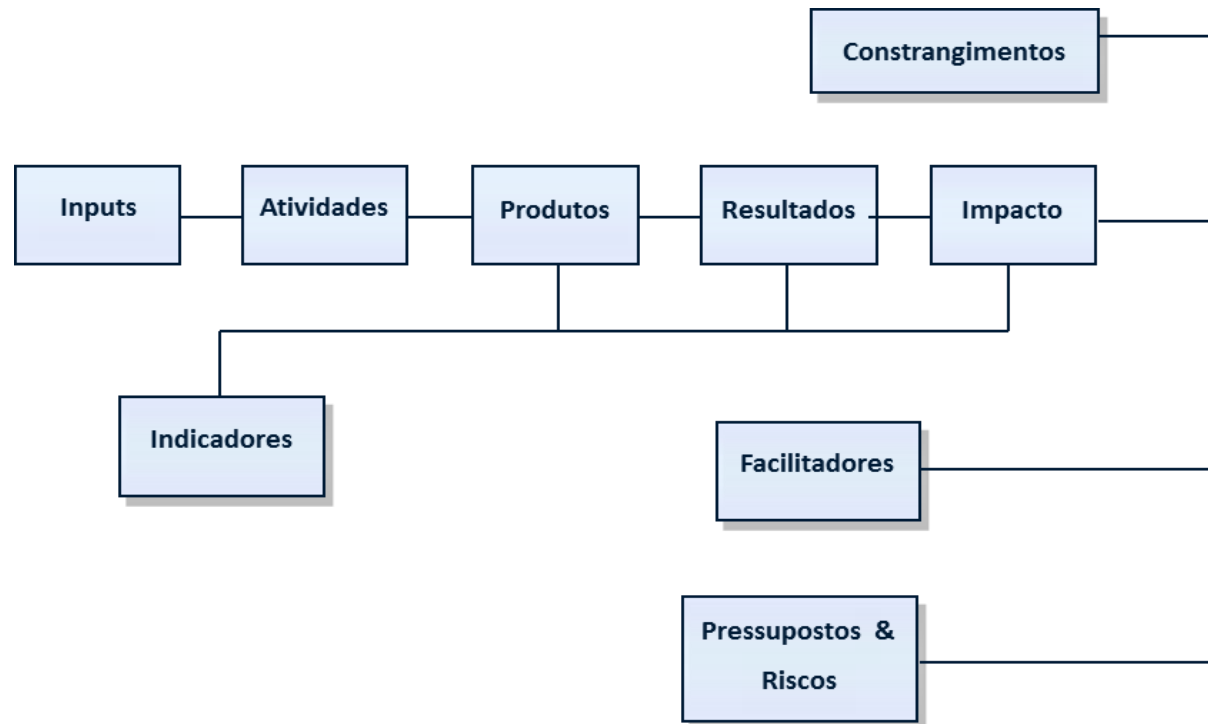 Constrangimentos
Inputs
Atividades
Produtos
Resultados
Impacto
Indicadores
Facilitadores
Pressupostos &
Riscos